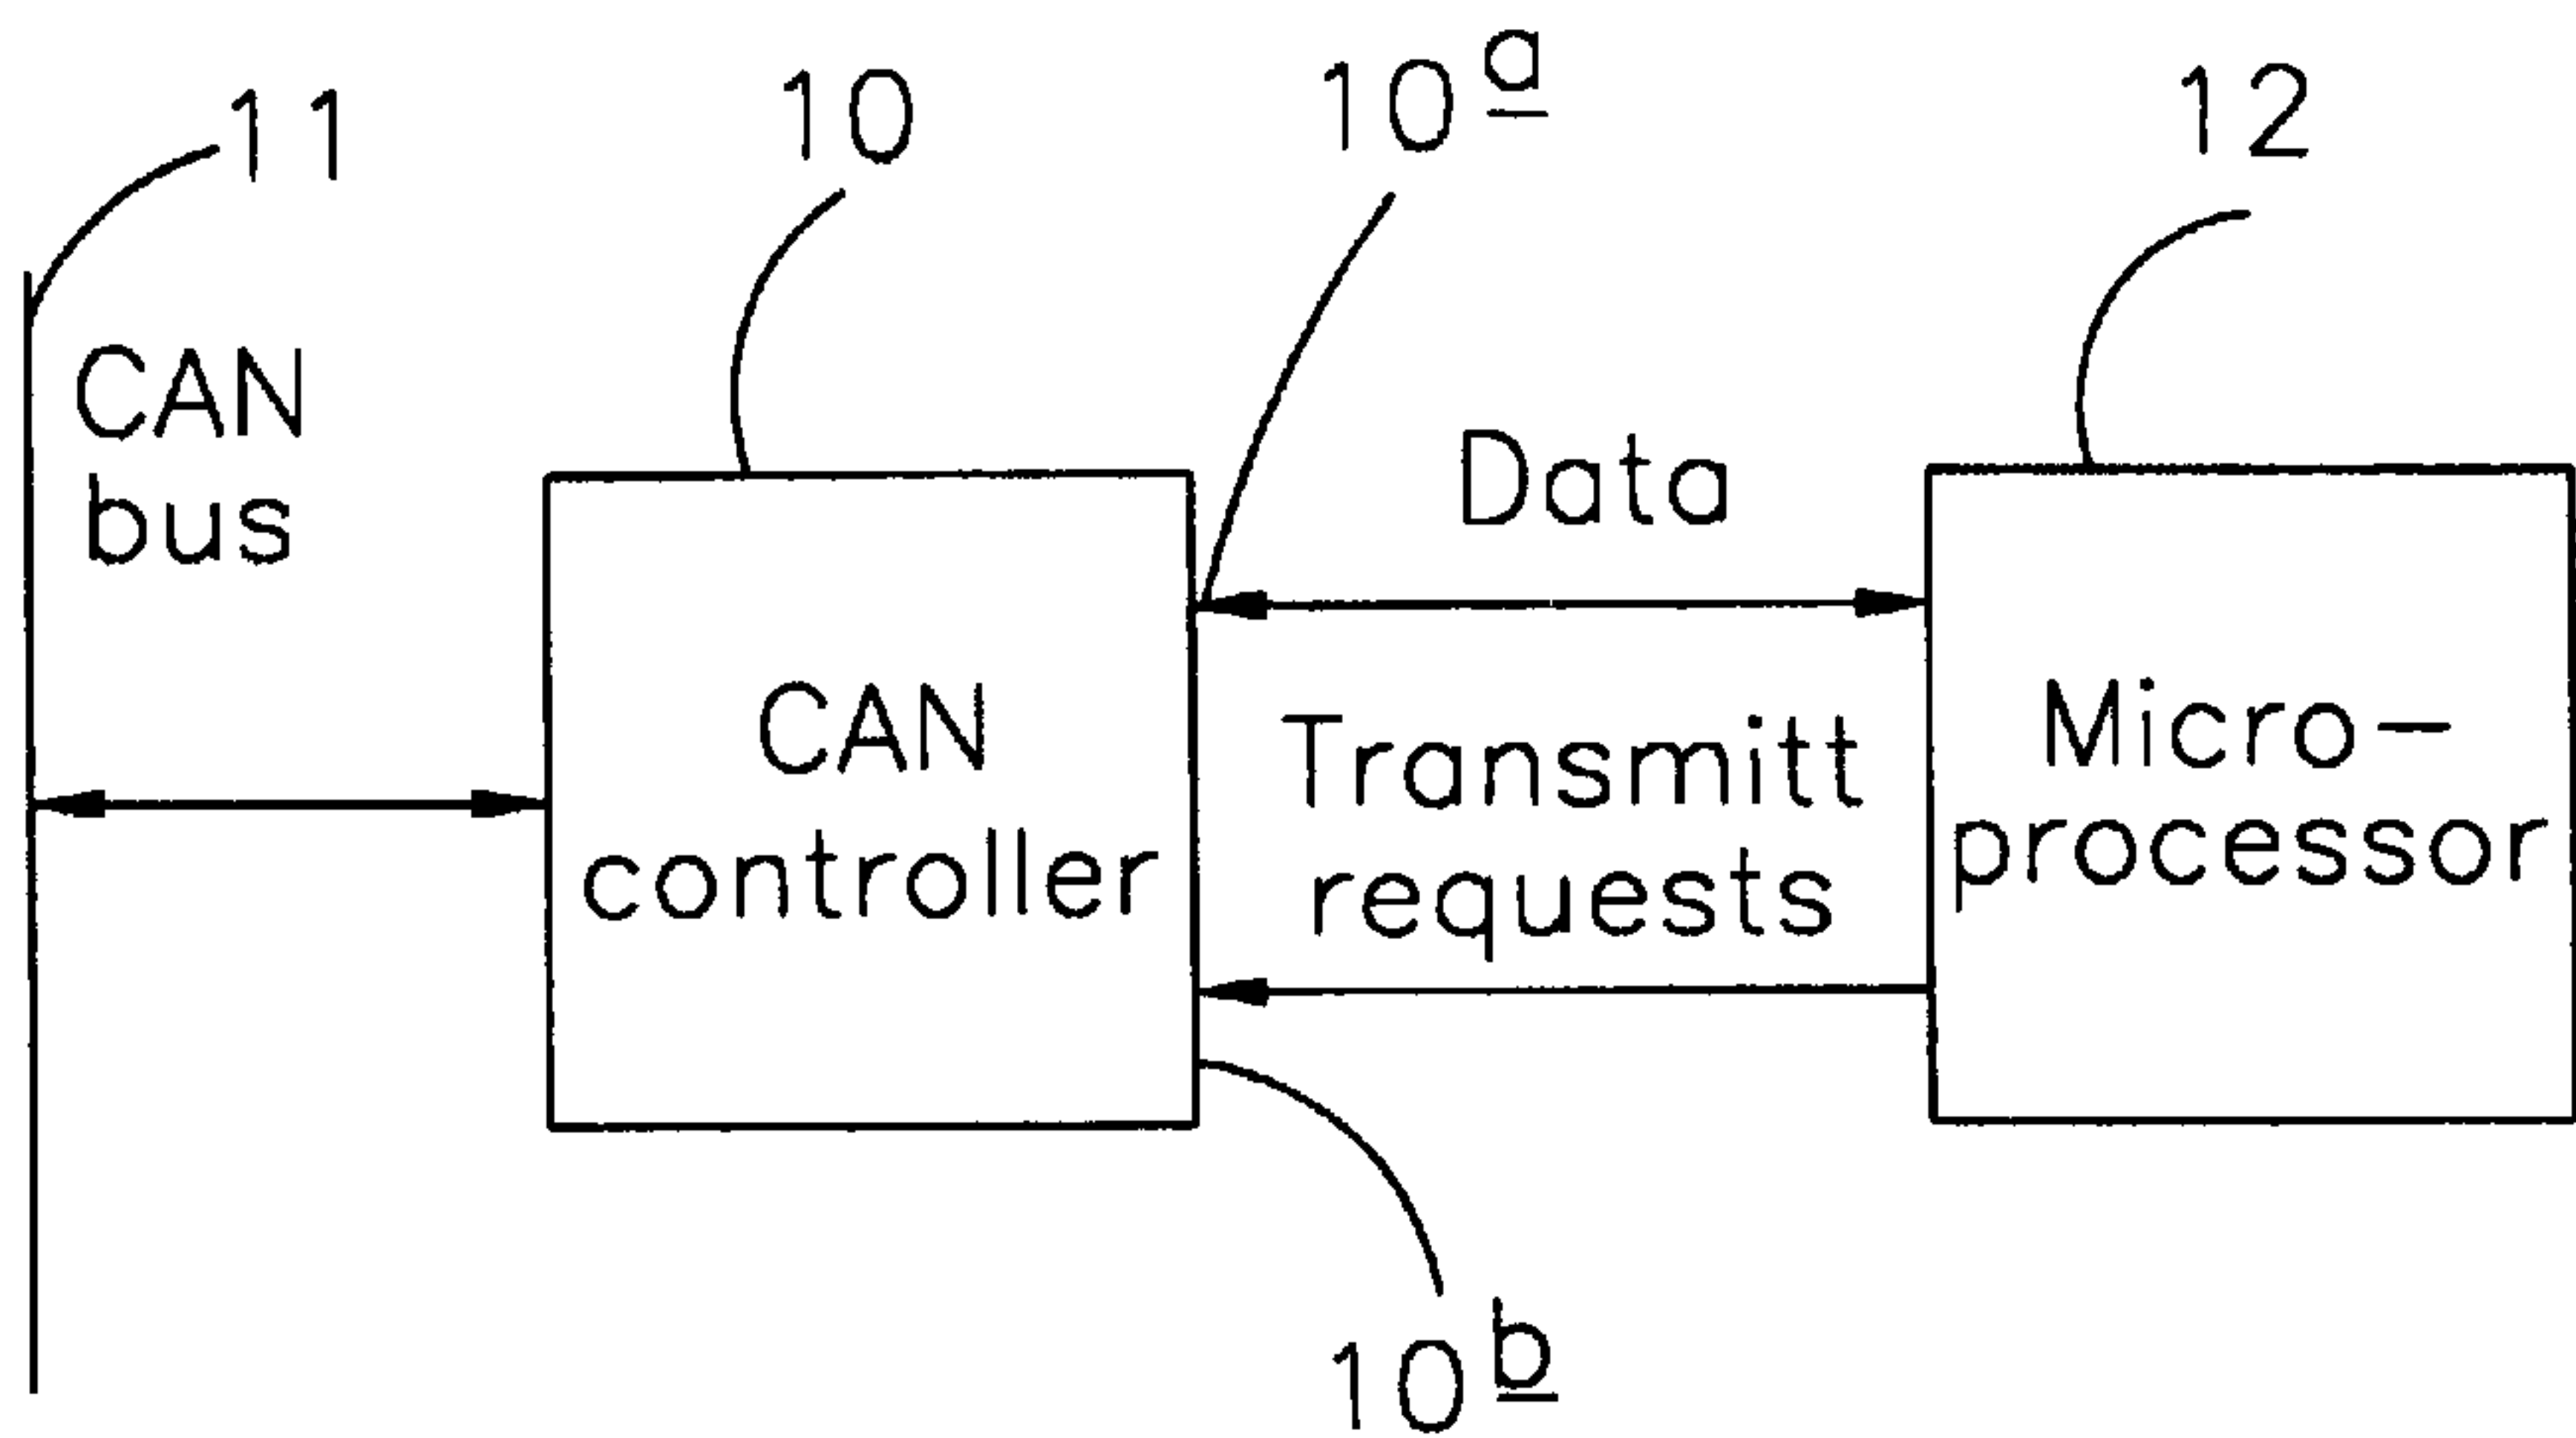 11
10
10a
12
CAN
bus
Data
CAN
controller
Transmitt
requests
Micro-
processor
10b